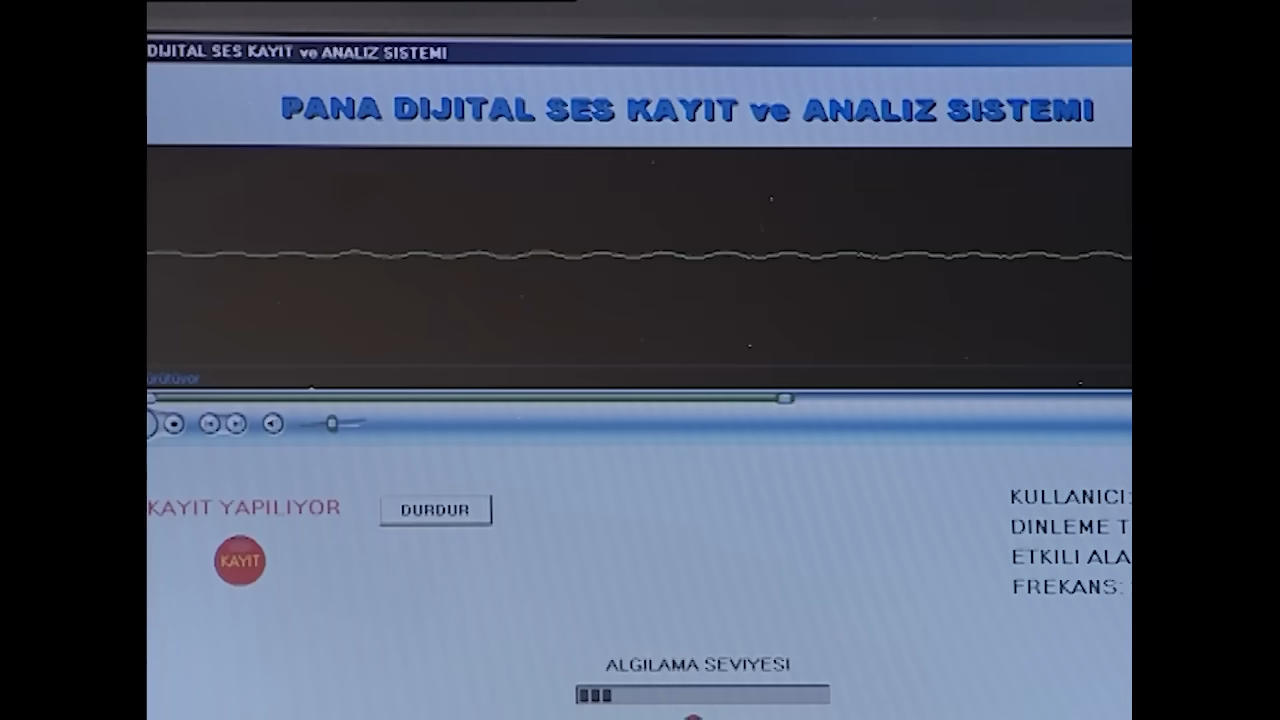 DIJITAL SES KAYIT ve ANALIZ SISTEMI
PANA DIJITAL SES KAYIT ve ANALIZ SISTEMI
KAYIT YAPILIYOR
DURDUR
KAYIT
KULLANICI:
DINLEME T
ETKILI ALA
FREKANS:
ALGILAMA SEVIYESI